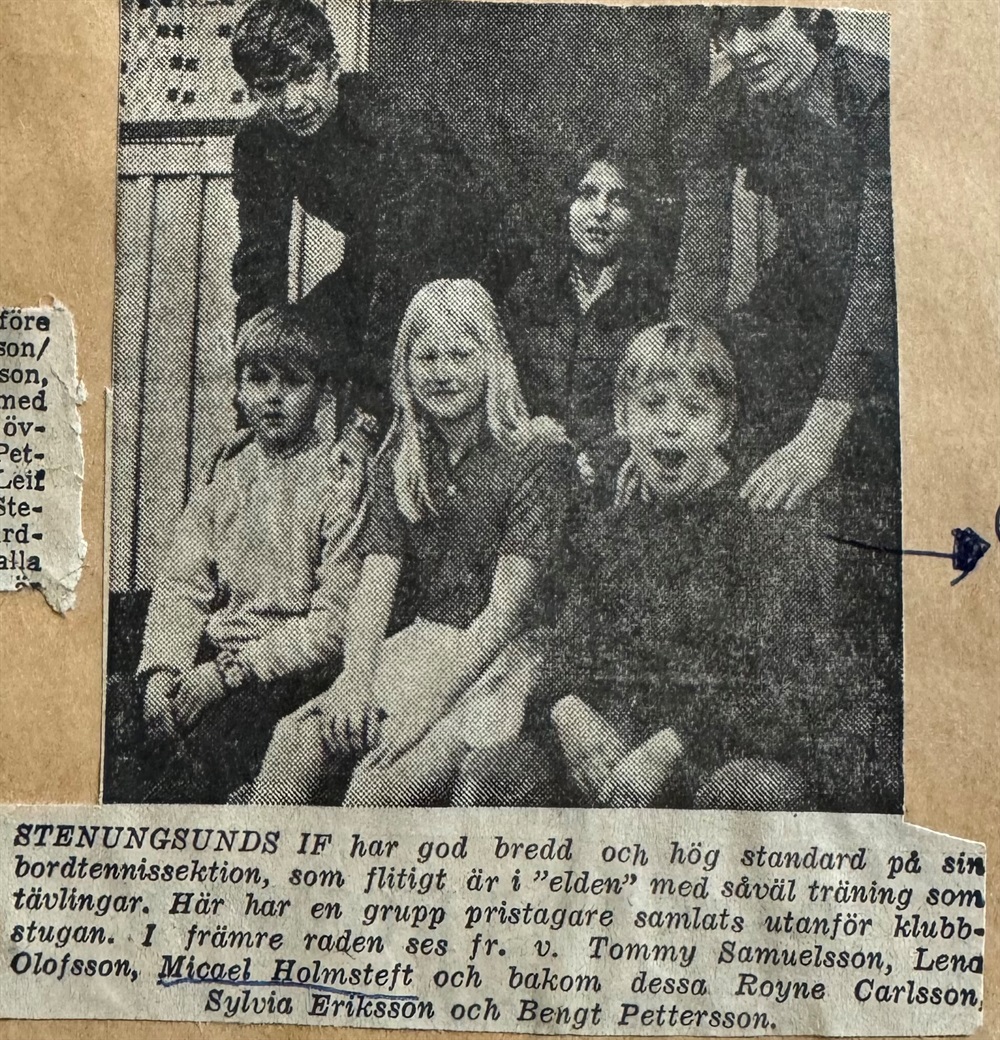 före
son/
son,
med
öv-
Pet-
Leif
Ste-
rd-
alla
ö-
STENUNGSUNDS IF har god bredd och hög standard på sin
bordtennissektion, som flitigt är i ”elden” med såväl träning som
tävlingar. Här har en grupp pristagare samlats utanför klubb-
stugan. I främre raden ses fr. v. Tommy Samuelsson, Lena
Olofsson, Micael Holmsteft och bakom dessa Royne Carlsson,
Sylvia Eriksson och Bengt Pettersson.